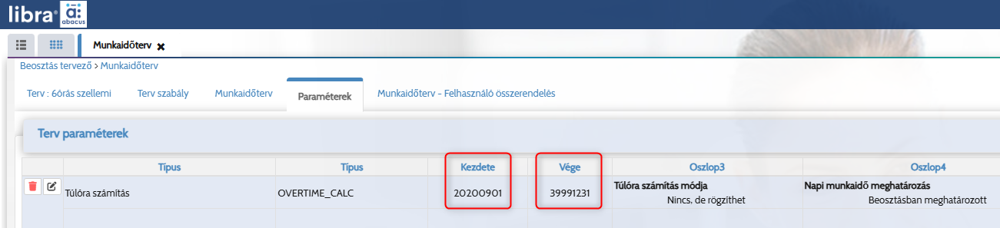 libra® a: abacus
Munkaidőterv ×
Beosztás tervező > Munkaidőterv
Terv : 6órás szellemi Terv szabály Munkaidőterv Paraméterek Munkaidőterv - Felhasználó összerendelés
Terv paraméterek
Típus Típus Kezdete Vége Oszlop3 Oszlop4
Túlóra számítás OVERTIME_CALC 20200901 39991231 Túlóra számítás módja Napi munkaidő meghatározás
Nincs, de rögzíthet Beosztásban meghatározott